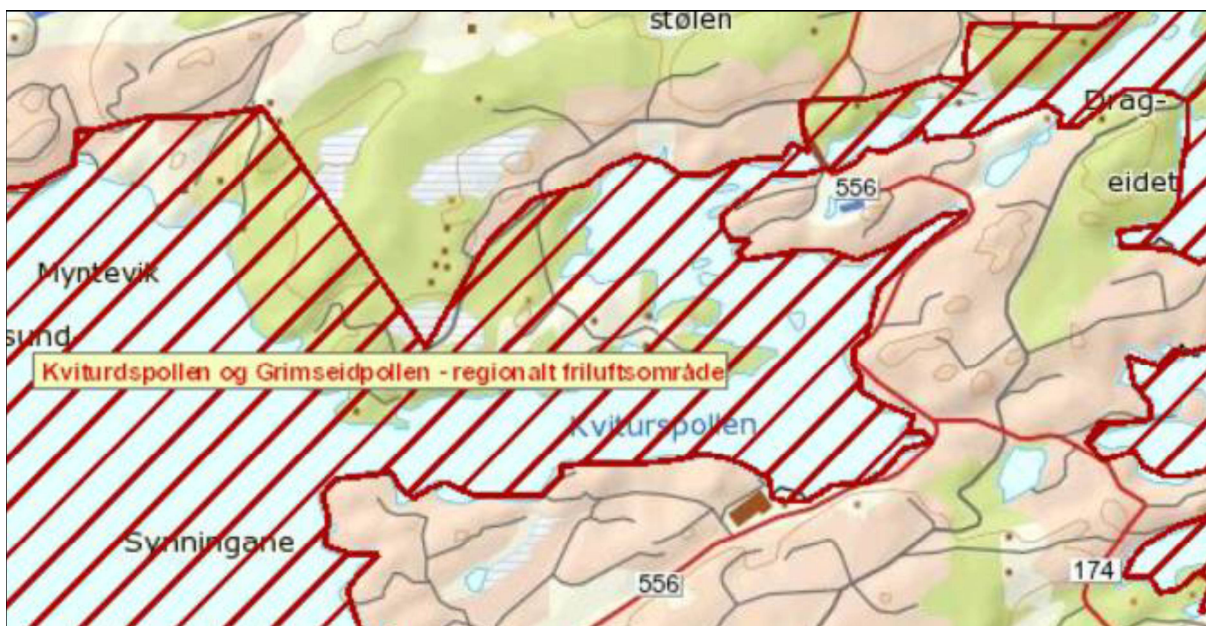 stølen
Drag-
eidet
556
Myntevik
sund-
Kviturdspollen og Grimseidpollen - regionalt friluftsområde
Kviturspollen
Synningane
556
174